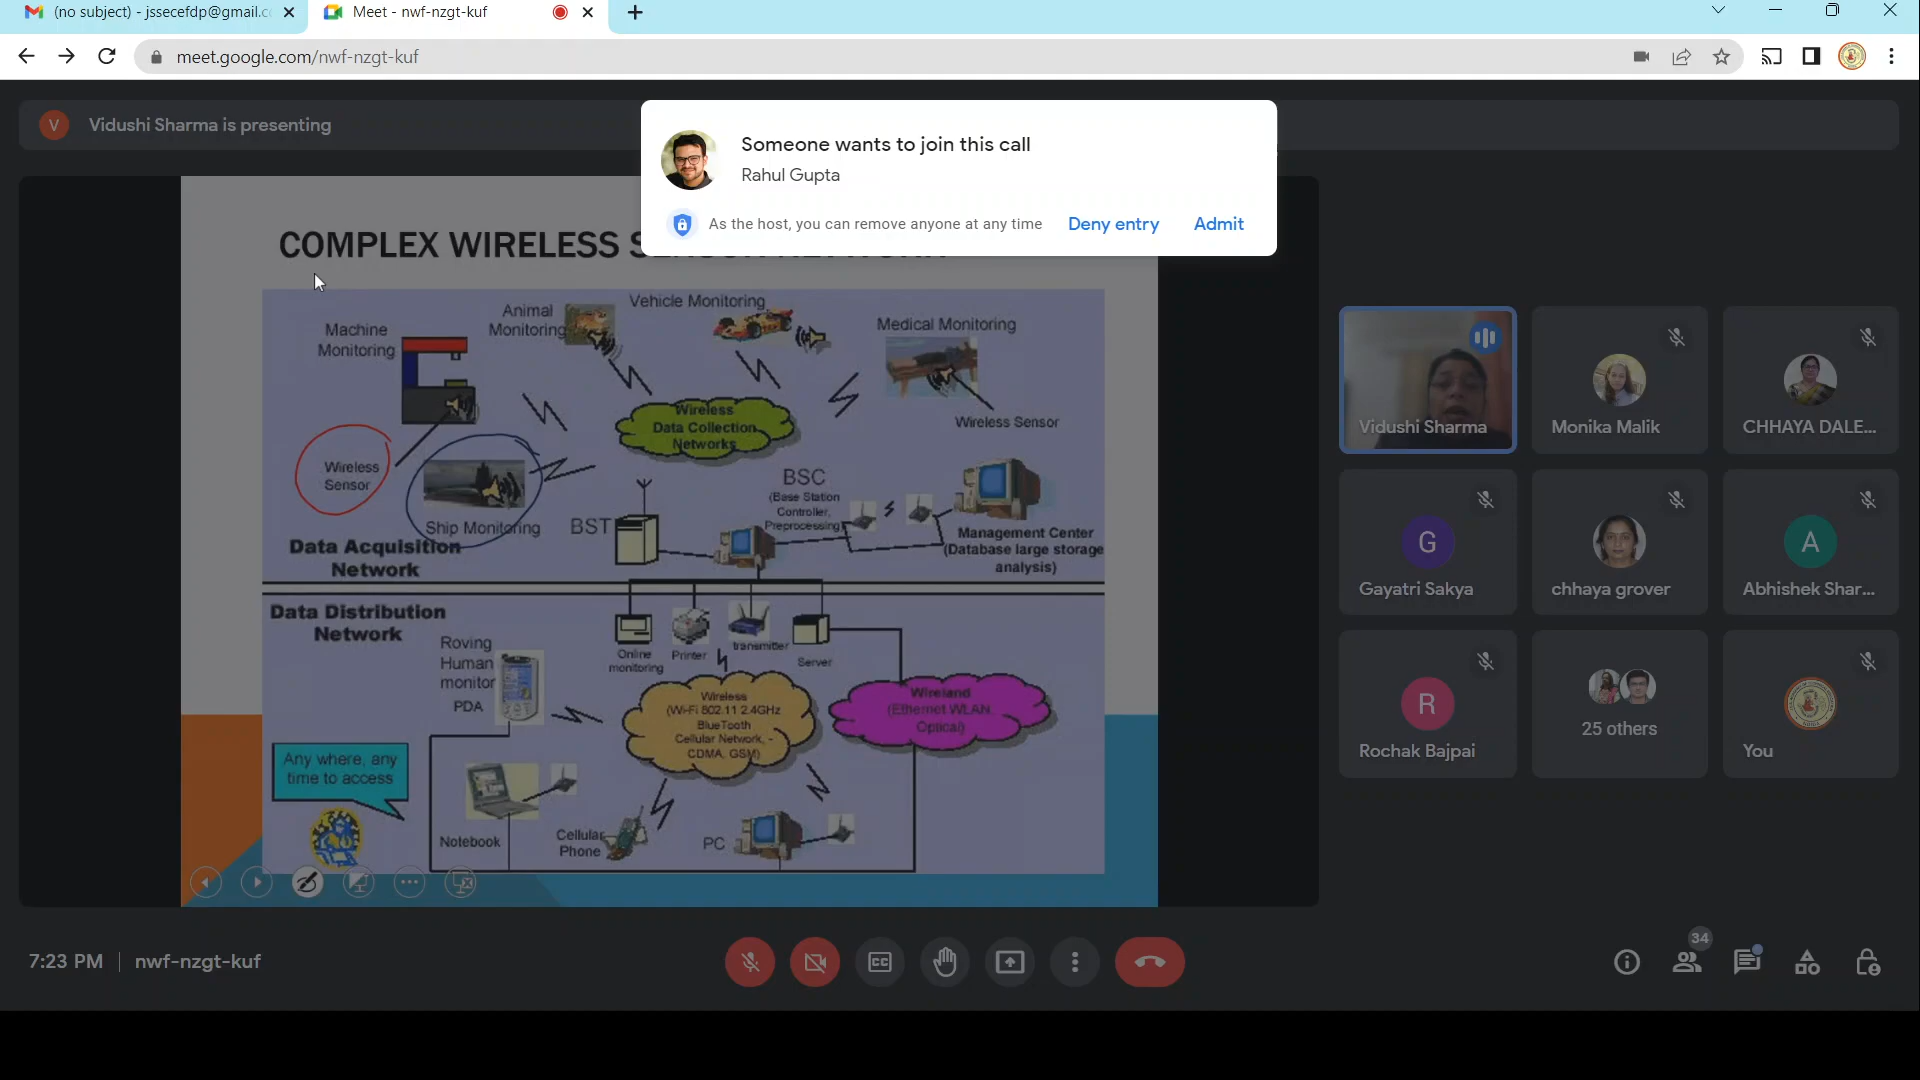 (no subject) - jssecefdp@gmail.c
Meet - nwf-nzgt-kuf
meet.google.com/nwf-nzgt-kuf
V
Vidushi Sharma is presenting
Someone wants to join this call
Rahul Gupta
As the host, you can remove anyone at any time
Deny entry
Admit
COMPLEX WIRELESS
Machine
Monitoring
Animal
Monitoring
Vehicle Monitoring
Medical Monitoring
Wireless
Data Collection
Networks
Wireless Sensor
Wireless
Sensor
Ship Monitoring
BST
BSC
(Base Station
Controller,
Preprocessing)
Management Center
(Database large storage
analysis)
Data Acquisition
Network
Data Distribution
Network
Roving
Human
monitor
PDA
Online
monitoring
Printer
transmitter
Server
Wireless
(Wi-Fi 802.11 2.4GHz
BlueTooth
Cellular Network, -
CDMA, GSM)
Wireland
(Ethernet WLAN,
Optical)
Any where, any
time to access
Notebook
Cellular
Phone
PC
Vidushi Sharma
Monika Malik
CHHAYA DALE...
G
Gayatri Sakya
chhaya grover
A
Abhishek Shar...
R
Rochak Bajpai
25 others
You
7:23 PM
nwf-nzgt-kuf
CC
34